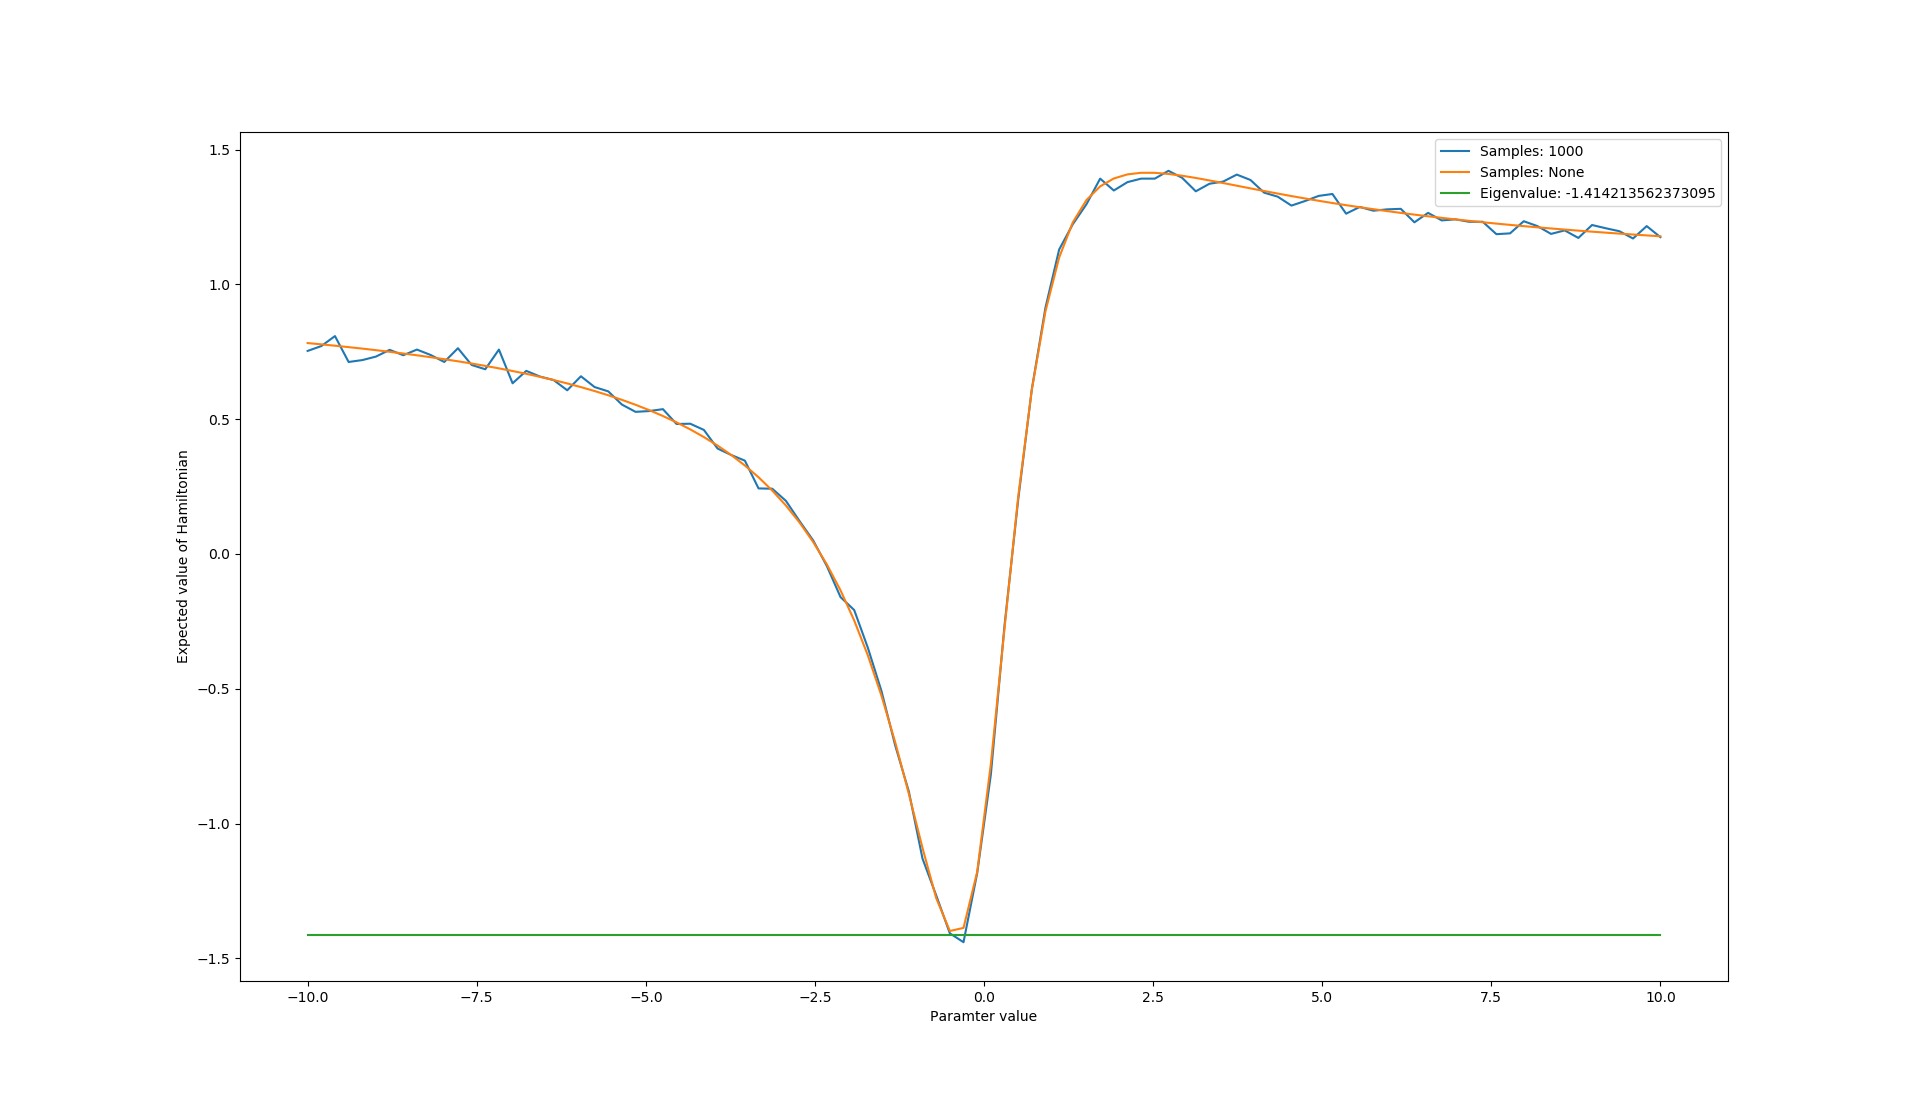 Samples: 1000
Samples: None
Eigenvalue: -1.414213562373095
1.5
1.0
0.5
0.0
−0.5
−1.0
−1.5
Expected value of Hamiltonian
−10.0 −7.5 −5.0 −2.5 0.0 2.5 5.0 7.5 10.0
Paramter value